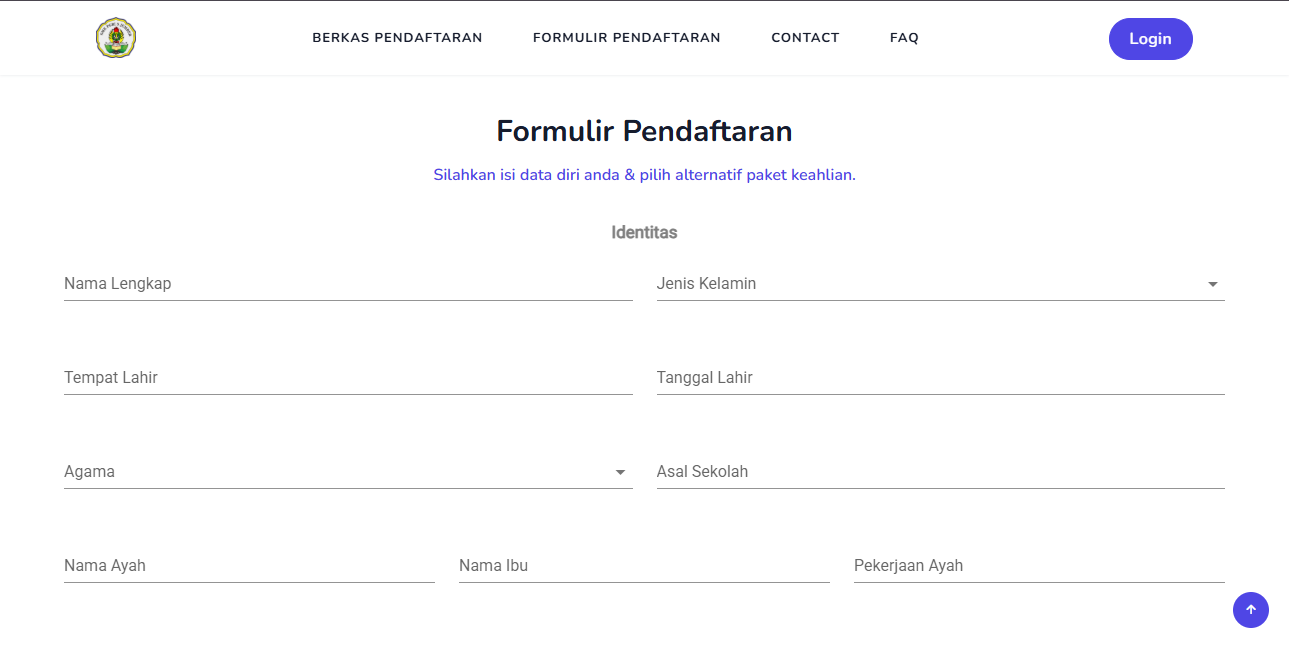 BERKAS PENDAFTARAN FORMULIR PENDAFTARAN CONTACT FAQ Login
Formulir Pendaftaran
Silahkan isi data diri anda & pilih alternatif paket keahlian.
Identitas
Nama Lengkap Jenis Kelamin
Tempat Lahir Tanggal Lahir
Agama Asal Sekolah
Nama Ayah Nama Ibu Pekerjaan Ayah